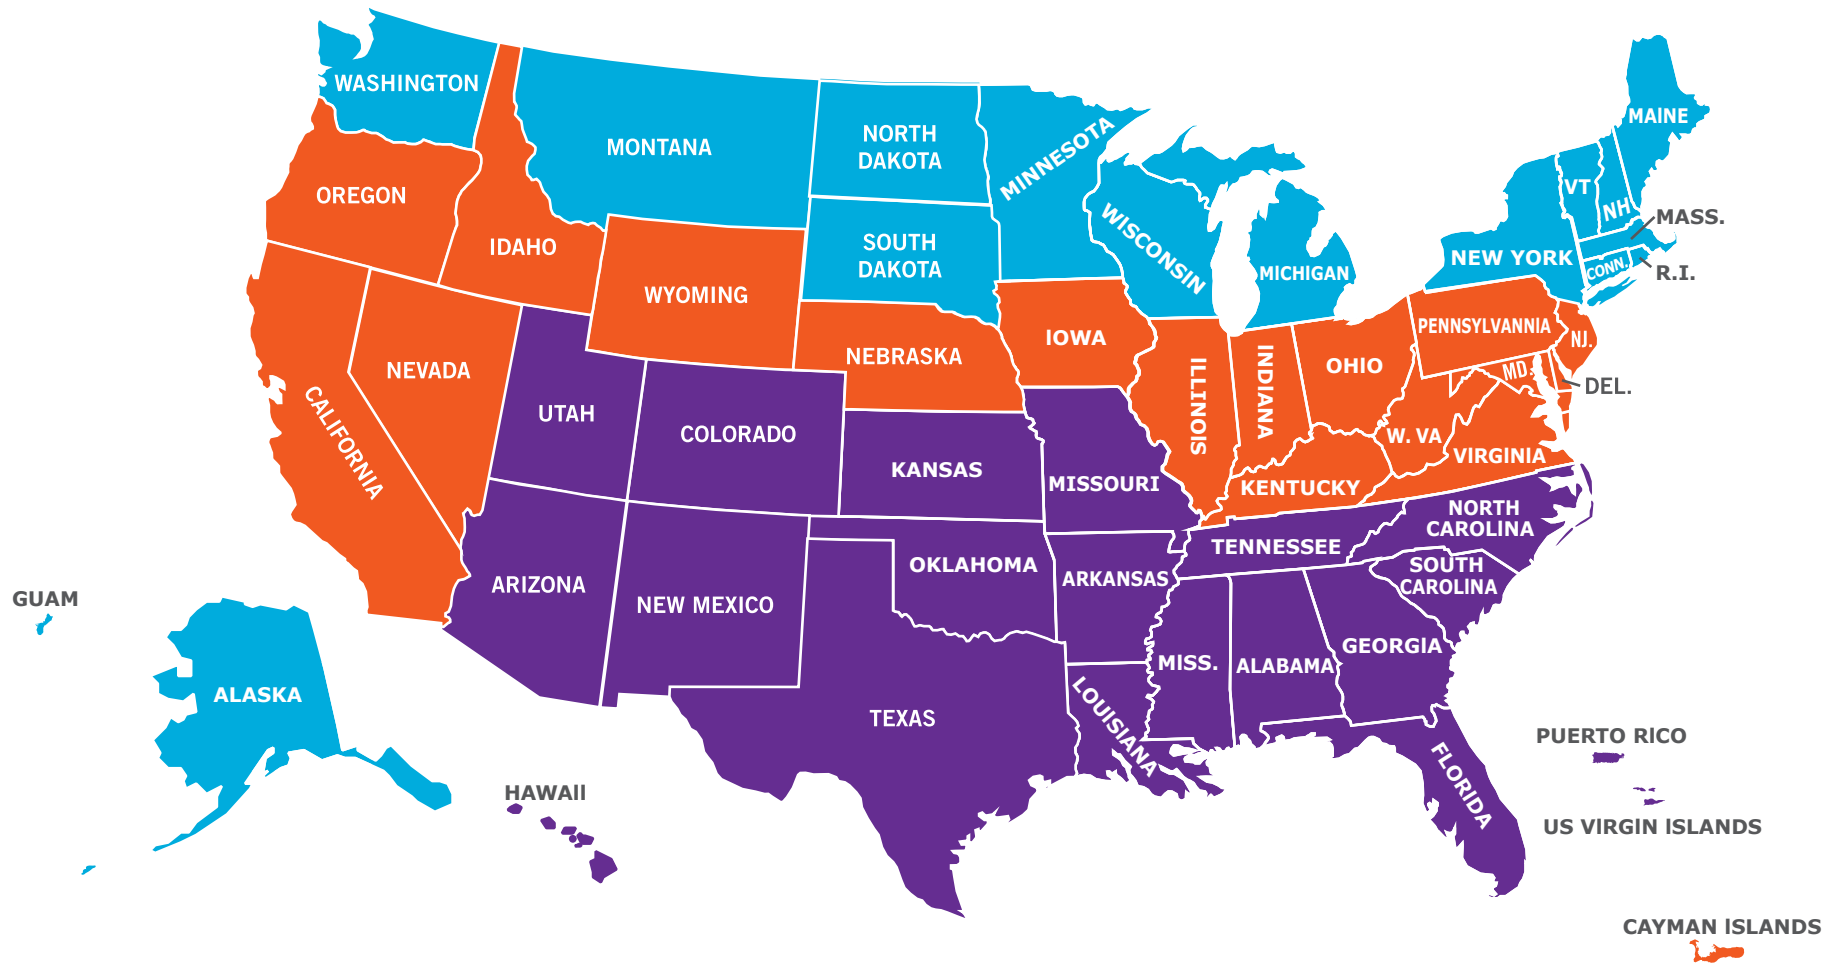 WASHINGTON
MONTANA
NORTH
DAKOTA
MINNESOTA
MAINE
OREGON
IDAHO
SOUTH
DAKOTA
WISCONSIN
MICHIGAN
VT
NH
MASS.
NEW YORK
CONN.
R.I.
WYOMING
NEBRASKA
IOWA
PENNSYLVANNIA
NJ.
NEVADA
CALIFORNIA
ILLINOIS
INDIANA
OHIO
MD.
DEL.
UTAH
COLORADO
KANSAS
MISSOURI
W. VA
VIRGINIA
KENTUCKY
NORTH
CAROLINA
TENNESSEE
ARIZONA
NEW MEXICO
OKLAHOMA
ARKANSAS
SOUTH
CAROLINA
GUAM
ALASKA
TEXAS
LOUISIANA
MISS.
ALABAMA
GEORGIA
FLORIDA
PUERTO RICO
HAWAII
US VIRGIN ISLANDS
CAYMAN ISLANDS